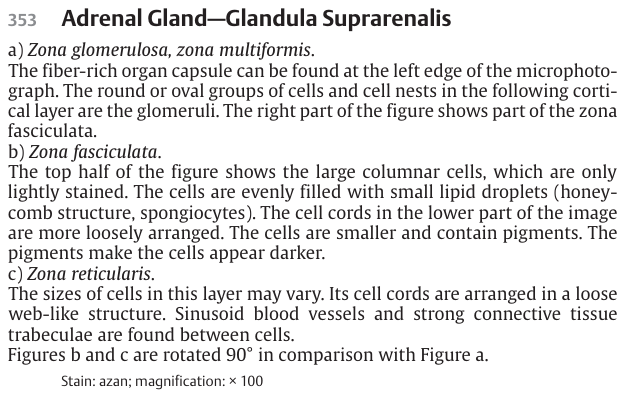 353 Adrenal Gland—Glandula Suprarenalis
a) Zona glomerulosa, zona multiformis.
The fiber-rich organ capsule can be found at the left edge of the microphoto-
graph. The round or oval groups of cells and cell nests in the following corti-
cal layer are the glomeruli. The right part of the figure shows part of the zona
fasciculata.
b) Zona fasciculata.
The top half of the figure shows the large columnar cells, which are only
lightly stained. The cells are evenly filled with small lipid droplets (honey-
comb structure, spongiocytes). The cell cords in the lower part of the image
are more loosely arranged. The cells are smaller and contain pigments. The
pigments make the cells appear darker.
c) Zona reticularis.
The sizes of cells in this layer may vary. Its cell cords are arranged in a loose
web-like structure. Sinusoid blood vessels and strong connective tissue
trabeculae are found between cells.
Figures b and c are rotated 90° in comparison with Figure a.
Stain: azan; magnification: × 100